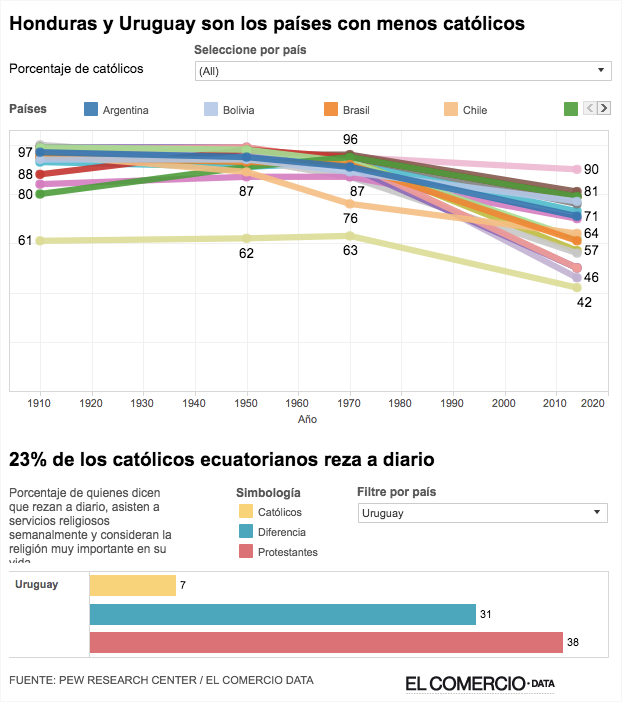 Honduras y Uruguay son los países con menos católicos
Seleccione por país
Porcentaje de católicos
(All)
Países
Argentina
Bolivia
Brasil
Chile
97
88
80
61
96
87
87
62
76
63
90
81
71
64
57
46
42
1910 1920 1930 1940 1950 1960 1970 1980 1990 2000 2010 2020
Año
23% de los católicos ecuatorianos reza a diario
Porcentaje de quienes dicen
que rezan a diario, asisten a
servicios religiosos
semanalmente y consideran la
religión muy importante en su
vida
Simbología
Católicos
Diferencia
Protestantes
Filtre por país
Uruguay
Uruguay
7
31
38
FUENTE: PEW RESEARCH CENTER / EL COMERCIO DATA
EL COMERCIO·DATA